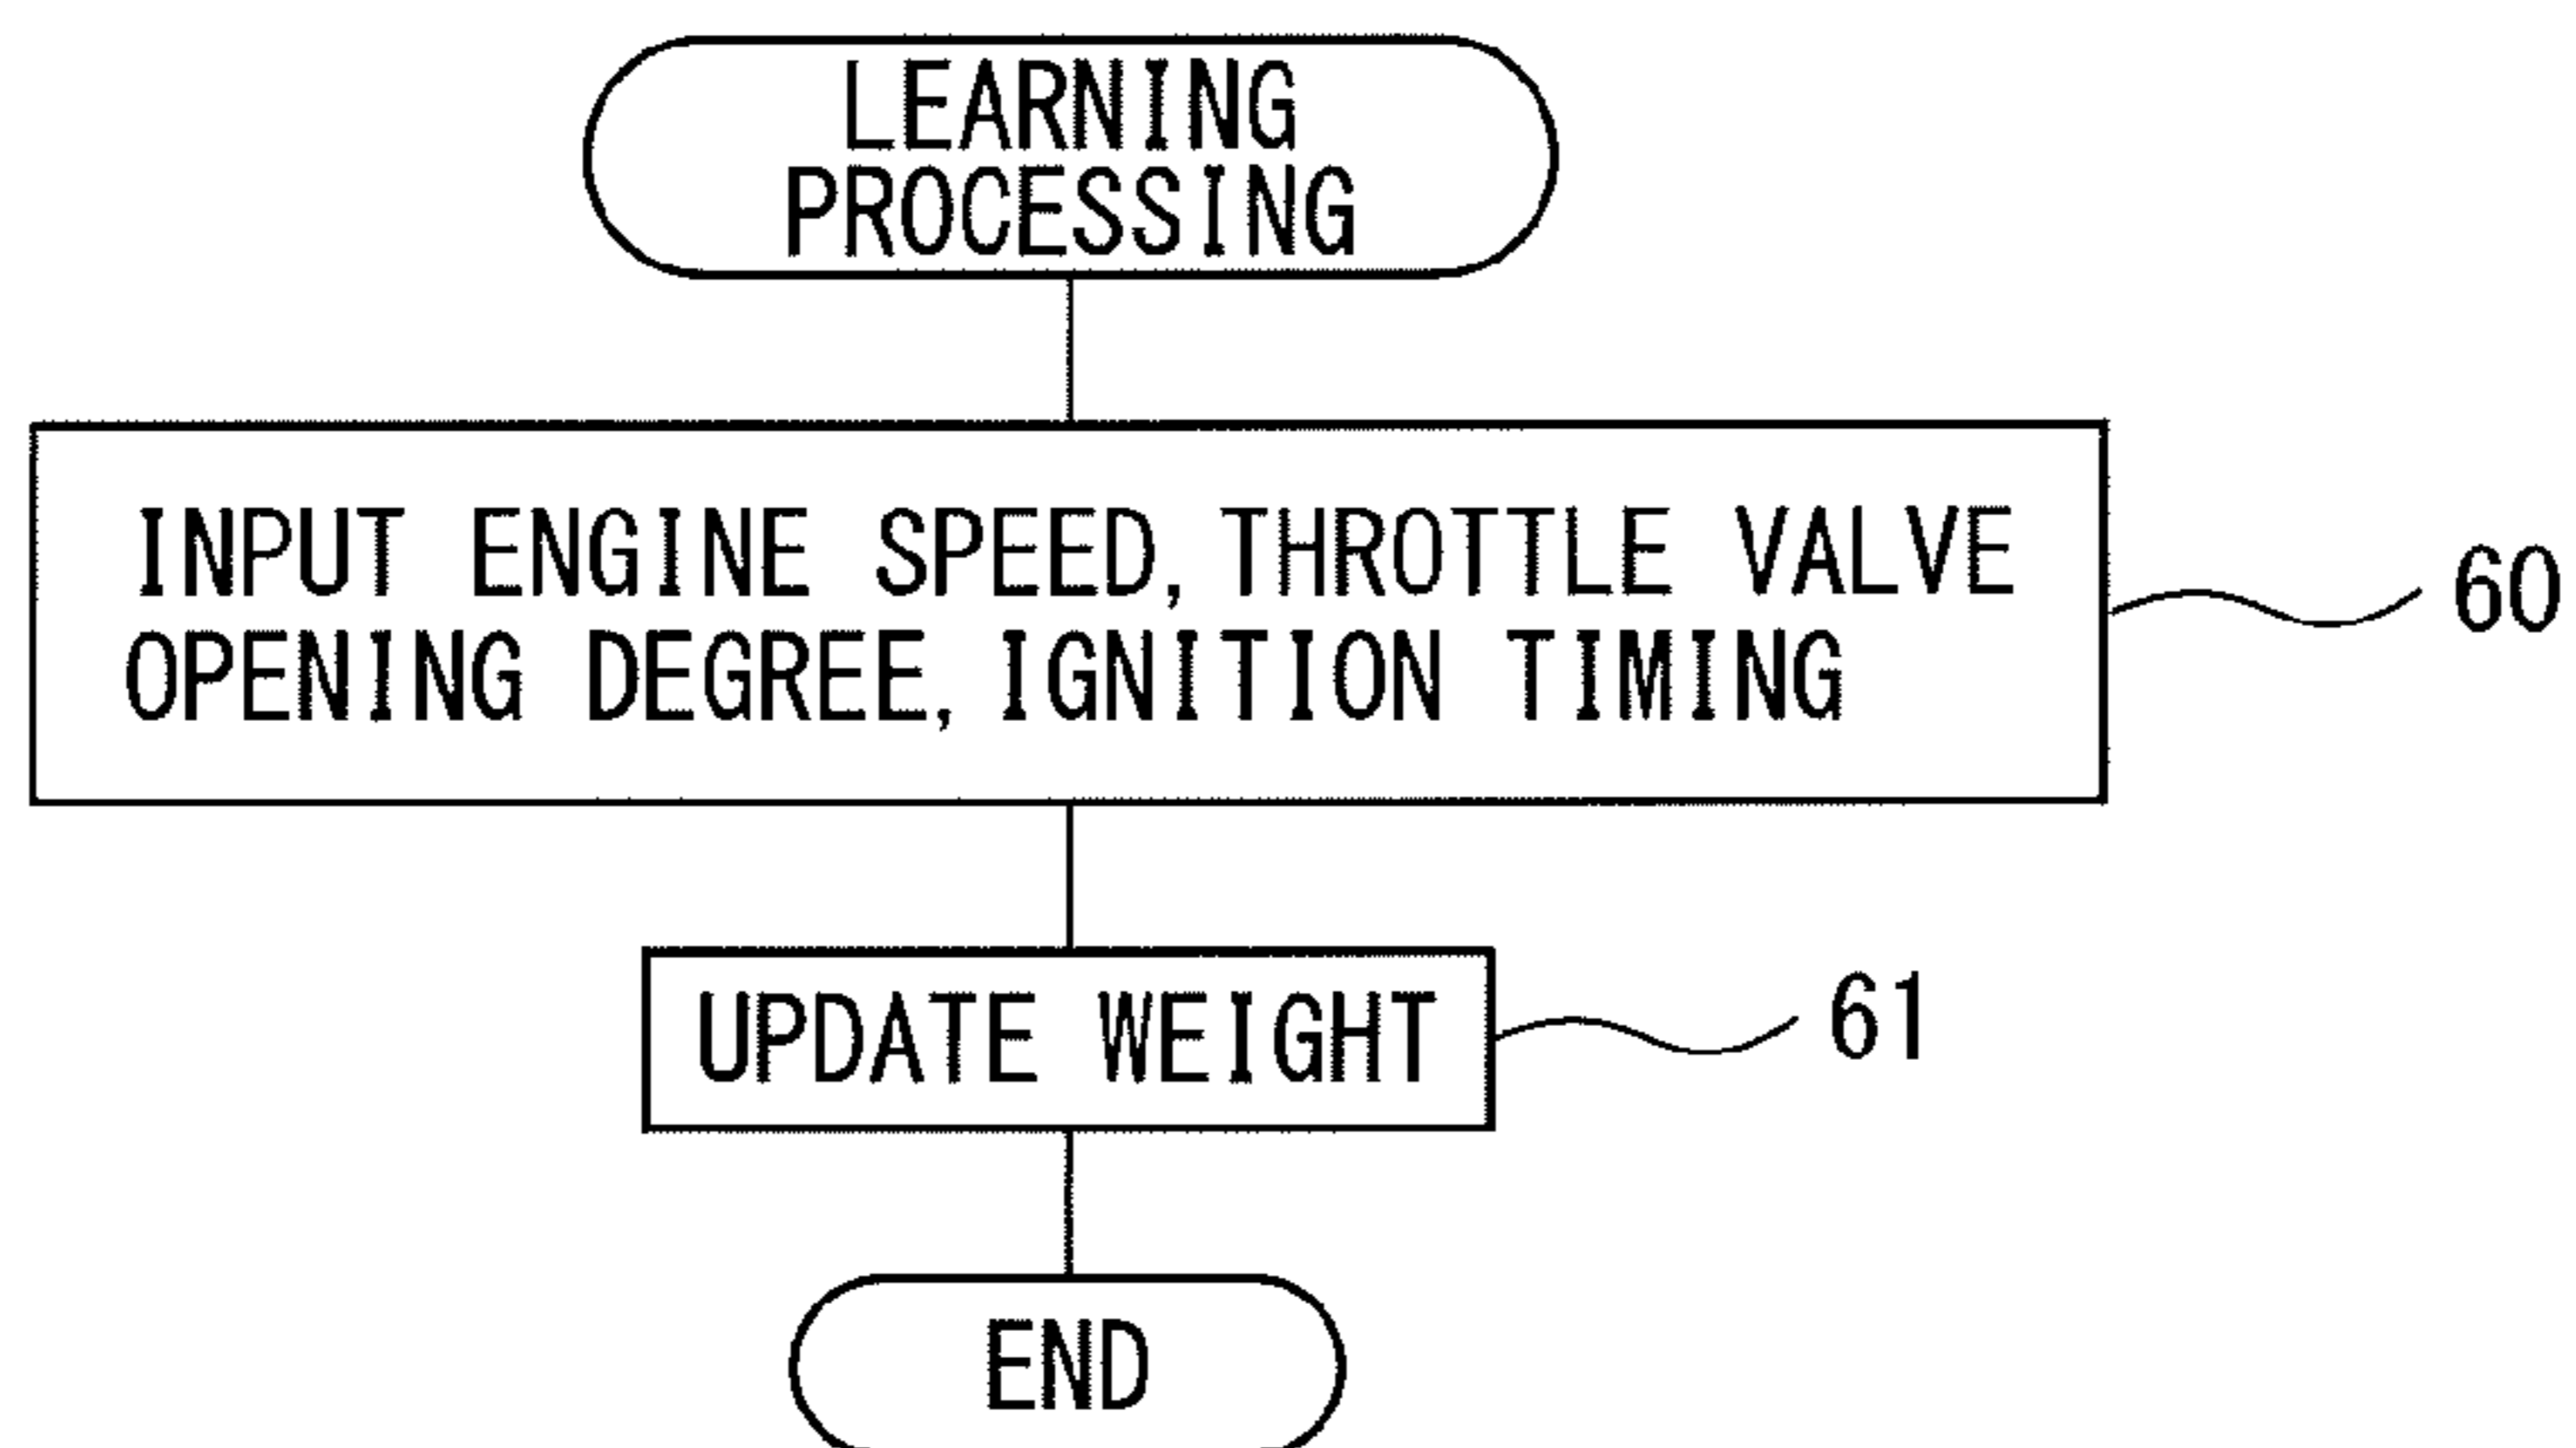 LEARNING
PROCESSING
INPUT ENGINE SPEED, THROTTLE VALVE
OPENING DEGREE, IGNITION TIMING
60
UPDATE WEIGHT
61
END